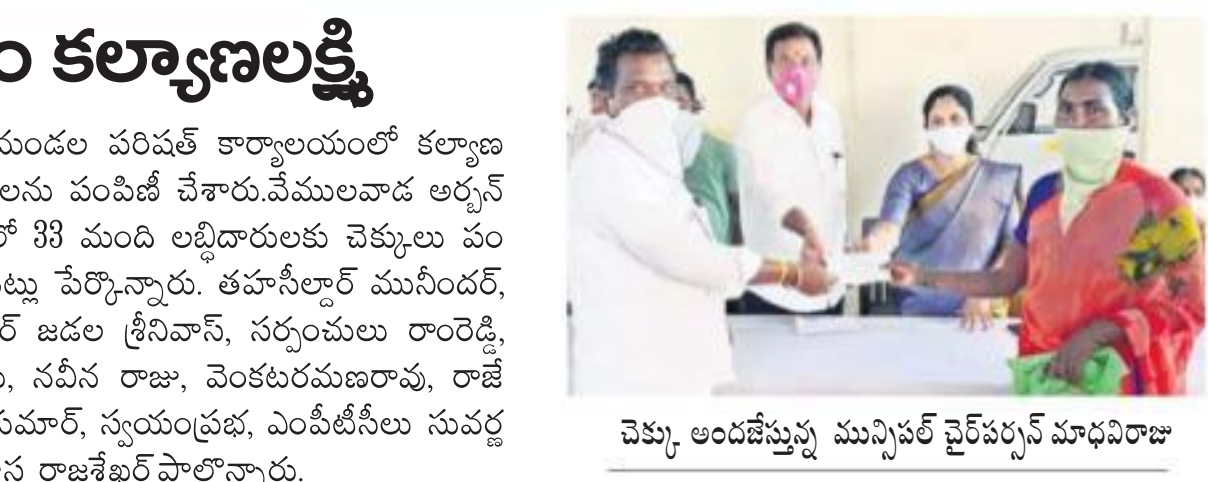 ం కల్యాణలక్ష్మి
మండల పరిషత్ కార్యాలయంలో కల్యాణ
లను పంపిణీ చేశారు.వేములవాడ అర్బన్
లో 33 మంది లబ్ధిదారులకు చెక్కులు పం
ట్లు పేర్కొన్నారు. తహసీల్దార్ మునీందర్,
ర్ జడల శ్రీనివాస్, సర్పంచులు రాంరెడ్డి,
నవీన రాజు, వెంకటరమణరావు, రాజే
కుమార్, స్వయంప్రభ, ఎంపీటీసీలు సువర్ణ
రాజశేఖర్ పాల్గొన్నారు.
చెక్కు అందజేస్తున్న మున్సిపల్ చైర్‌పర్సన్ మాధవిరాజు